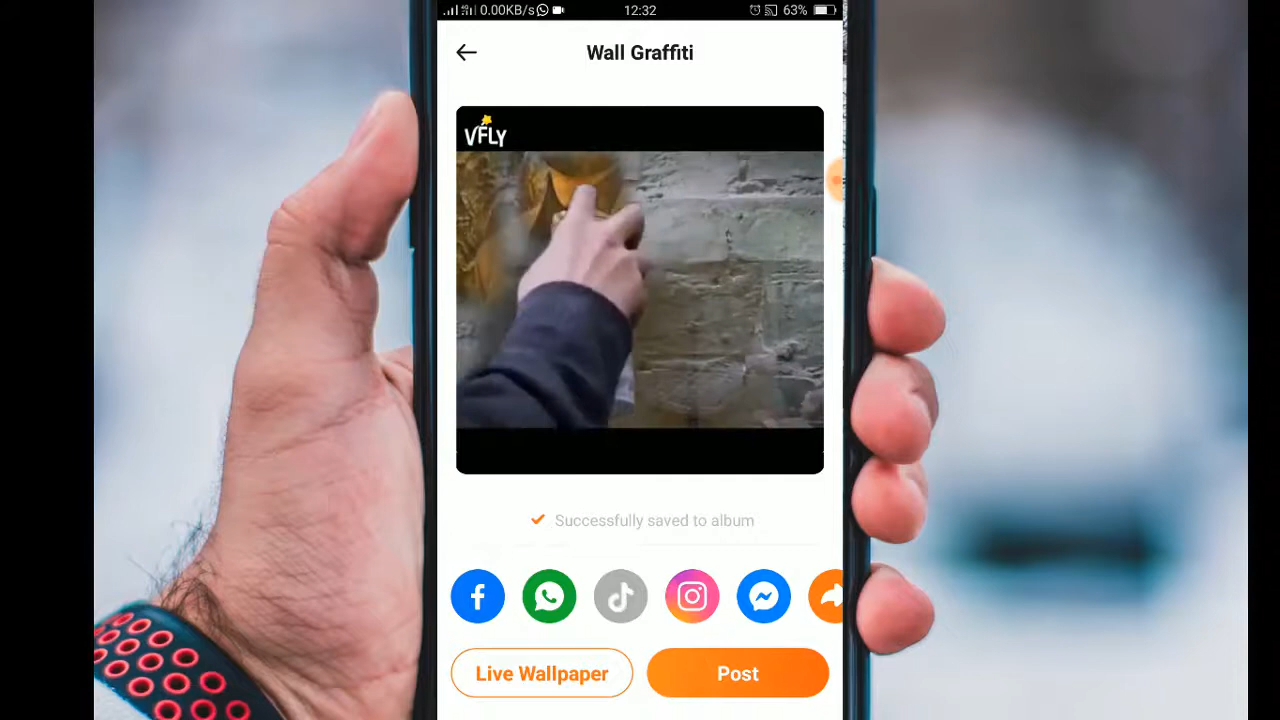 0.00KB/s 12:32 63%
Wall Graffiti
VFLY
Successfully saved to album
Live Wallpaper Post